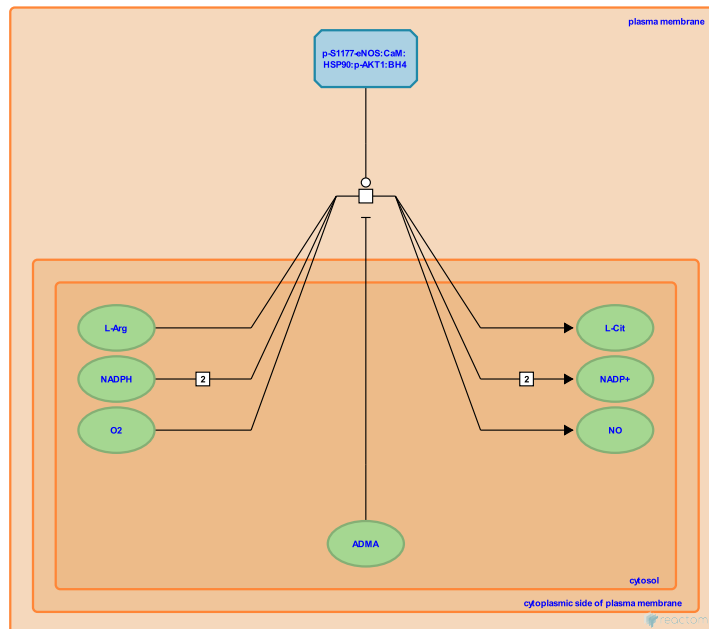 plasma membrane
p-S1177-eNOS:CaM:
HSP90:p-AKT1:BH4
L-Arg
L-Cit
NADPH
2
2
NADP+
O2
NO
ADMA
cytosol
cytoplasmic side of plasma membrane